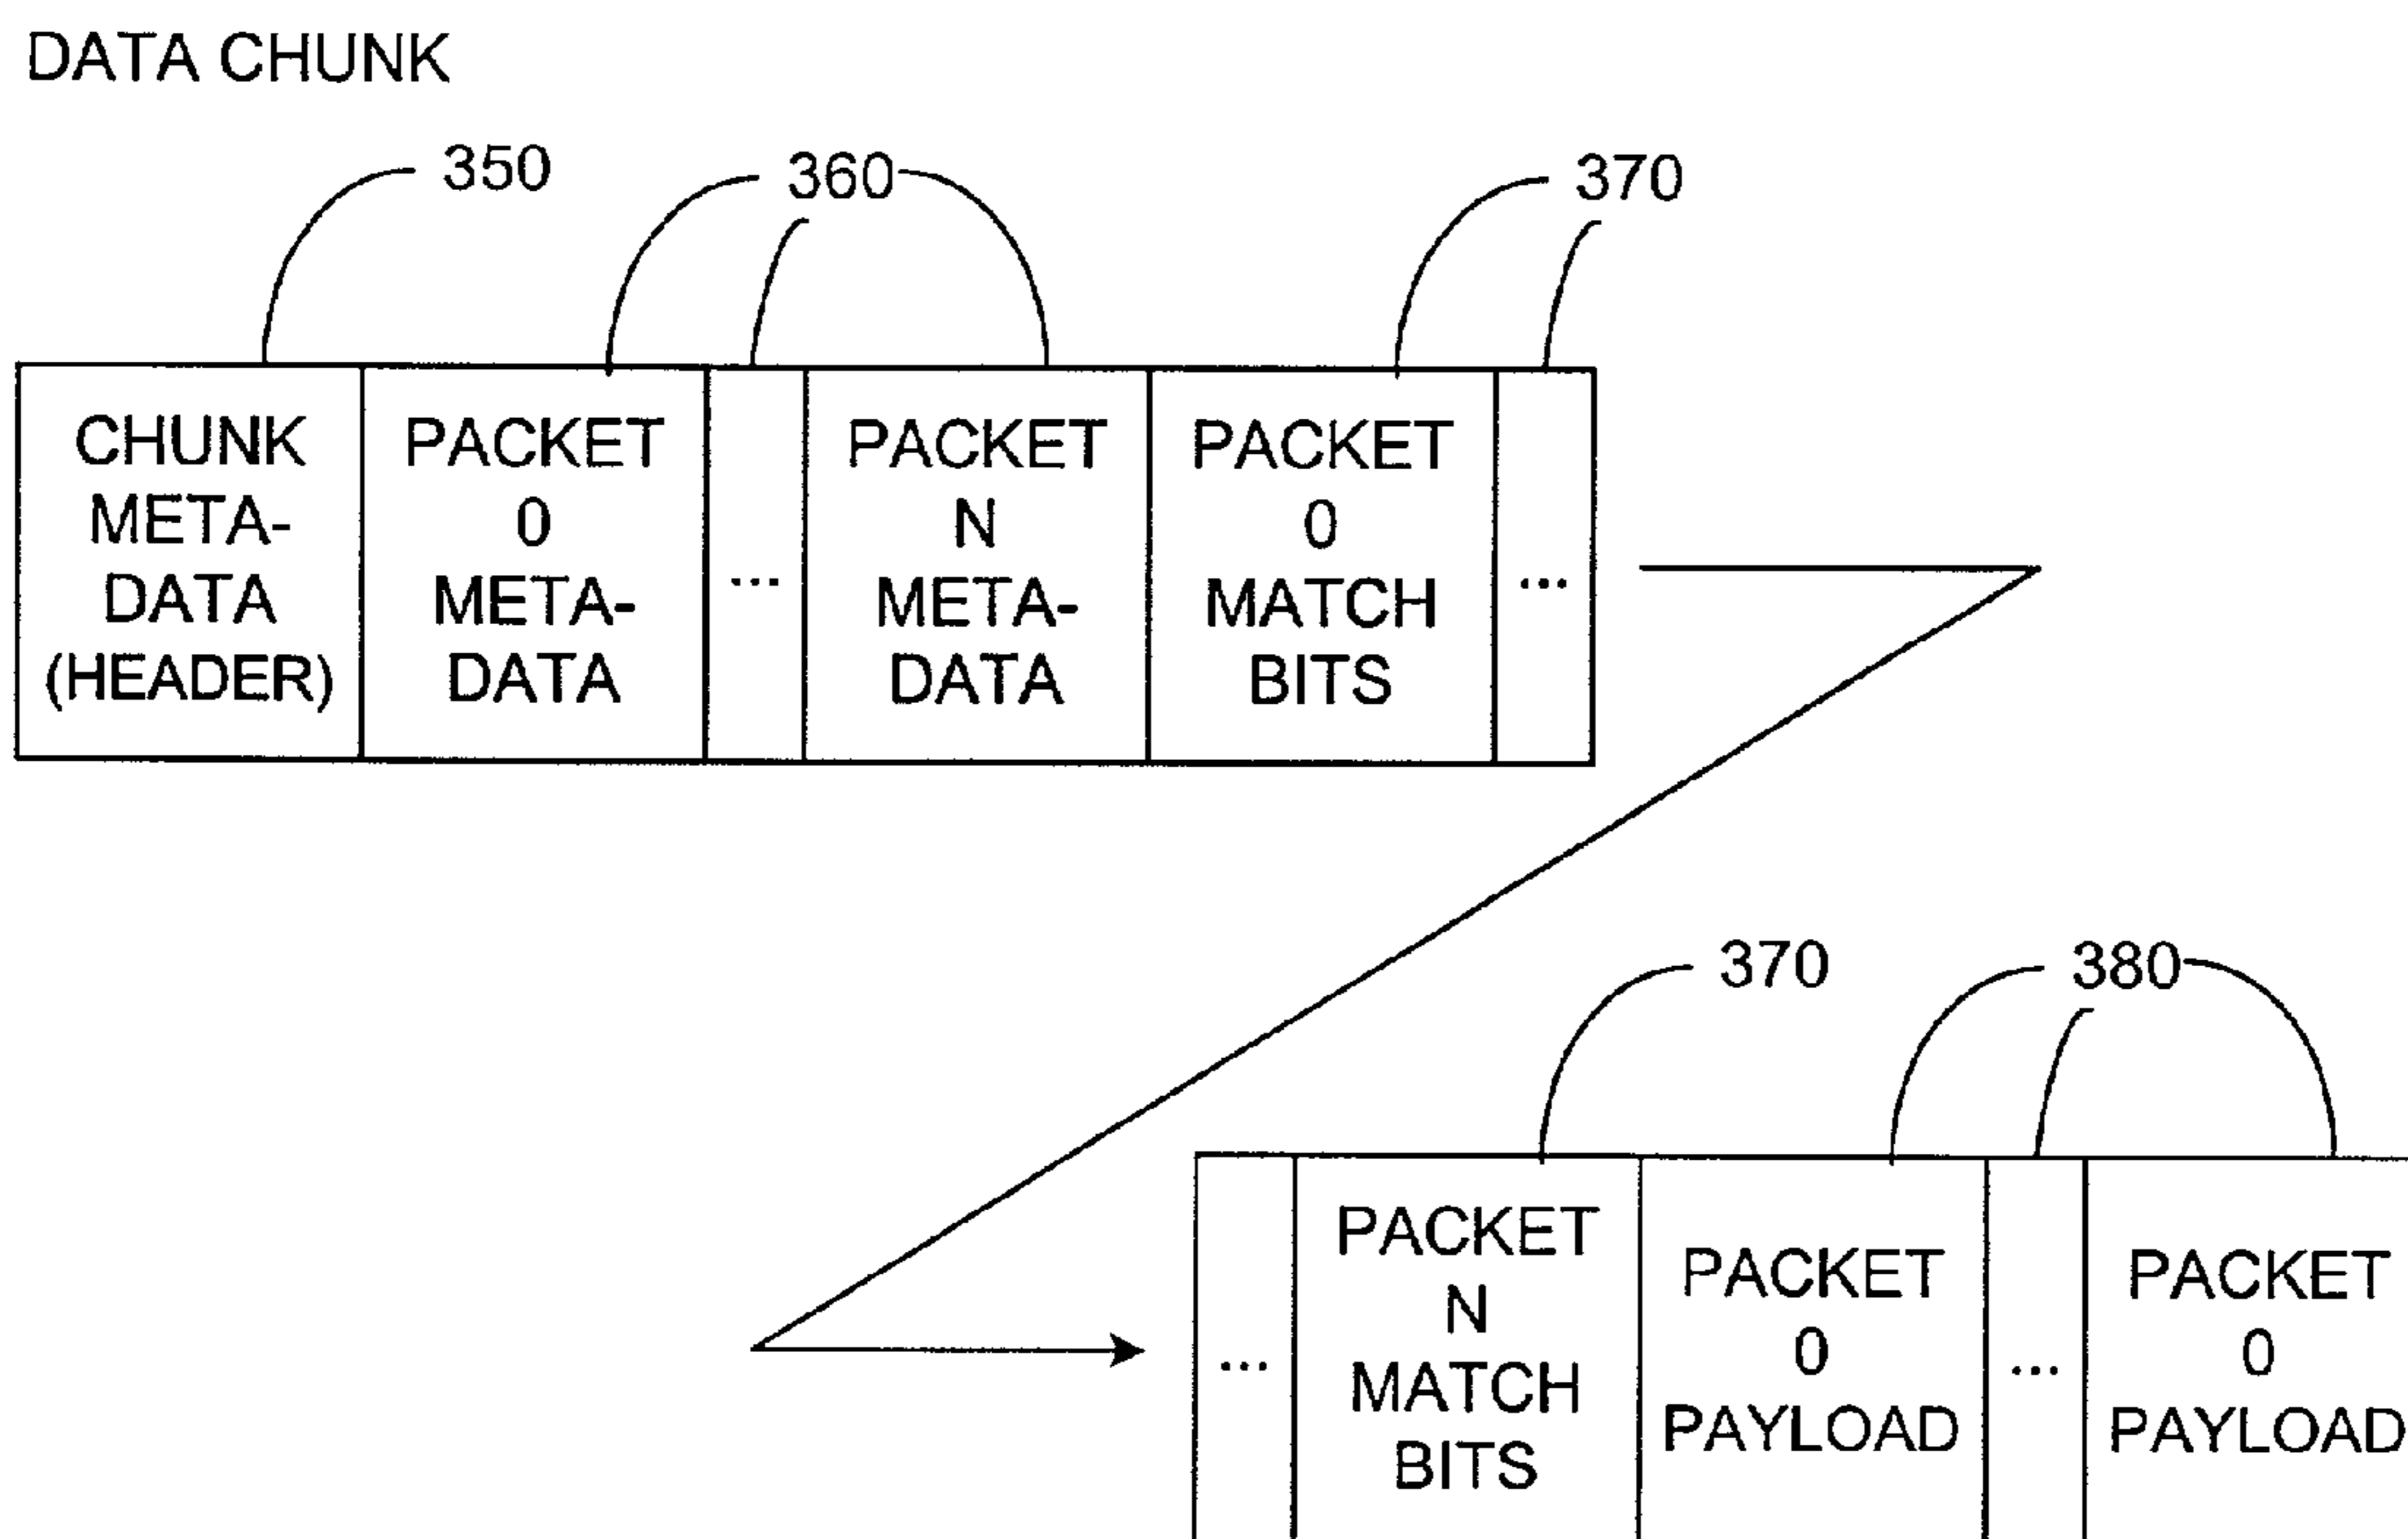 DATA CHUNK
350
360
370
CHUNK
META-
DATA
(HEADER)
PACKET
0
META-
DATA
...
PACKET
N
META-
DATA
PACKET
0
MATCH
BITS
...
370
380
...
PACKET
N
MATCH
BITS
PACKET
0
PAYLOAD
...
PACKET
0
PAYLOAD